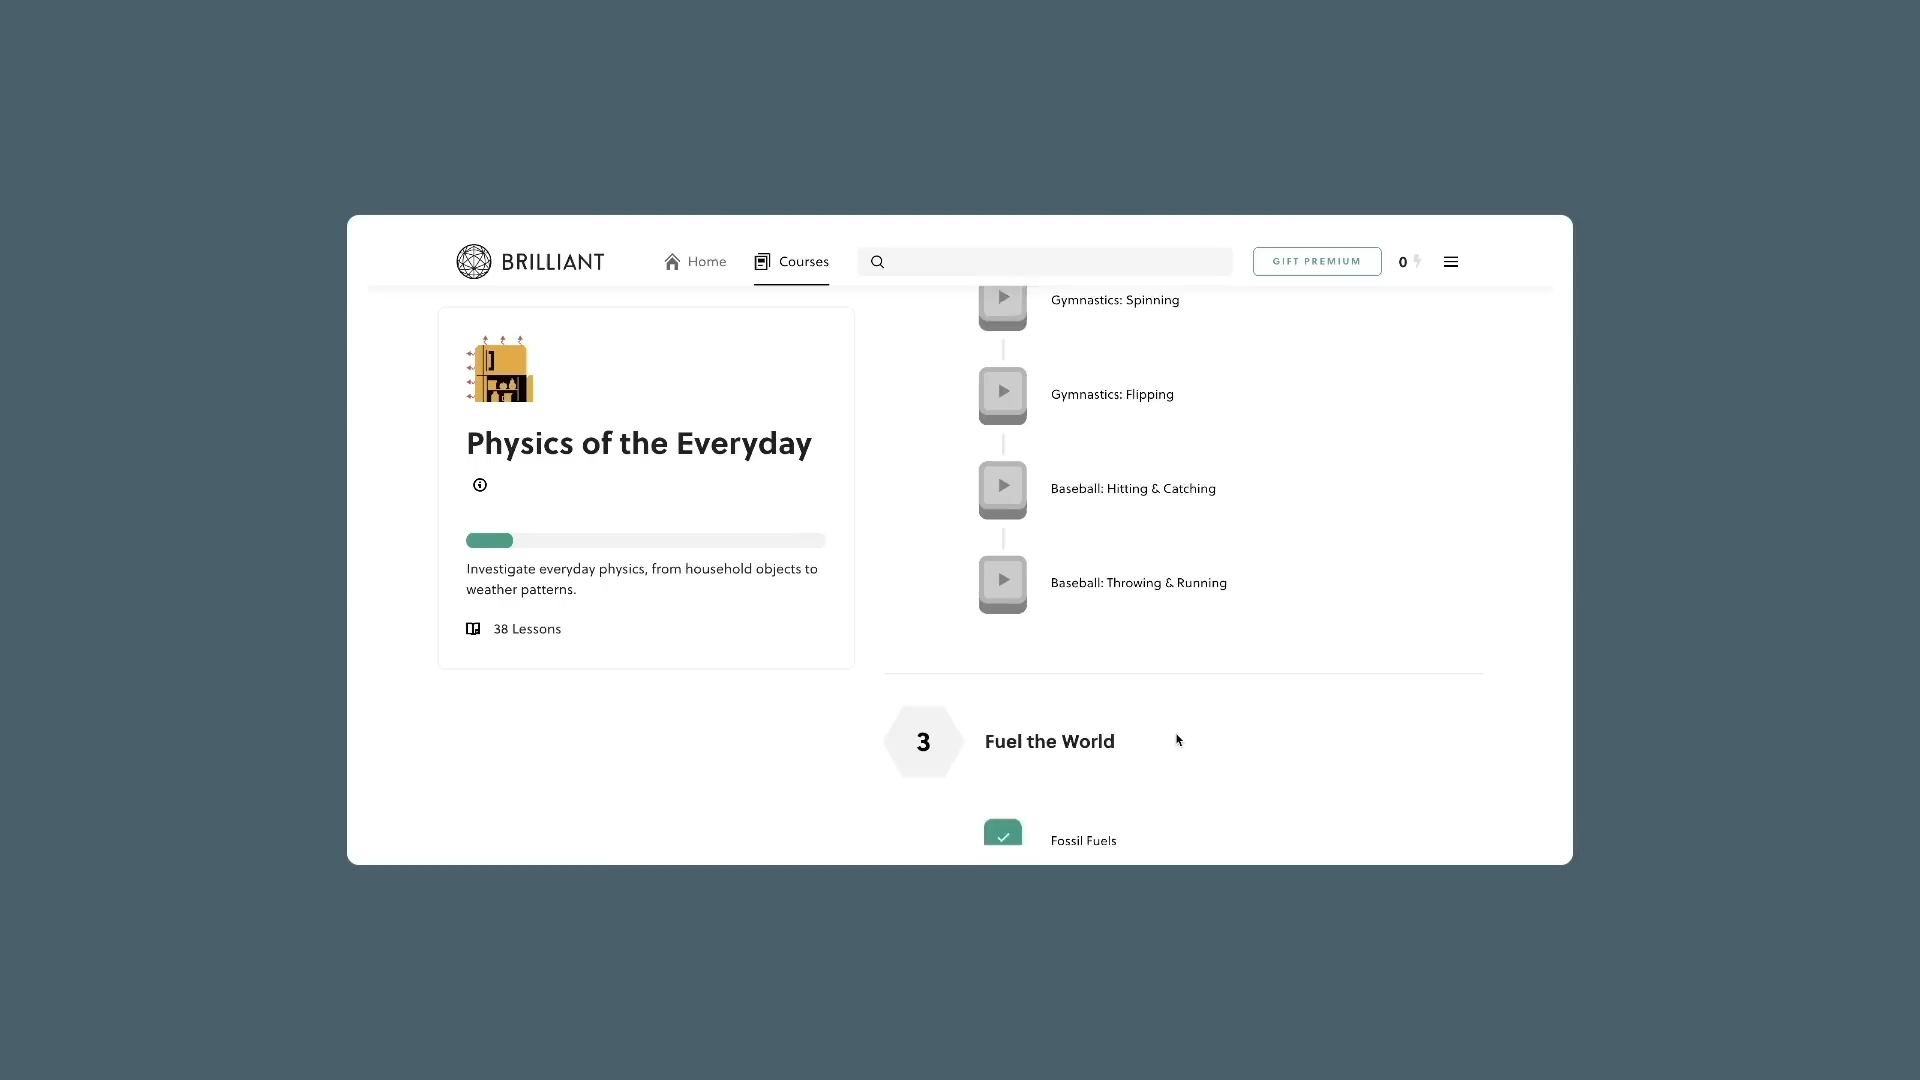 BRILLIANT
Home
Courses
GIFT PREMIUM
0
Physics of the Everyday
Investigate everyday physics, from household objects to
weather patterns.
38 Lessons
Gymnastics: Spinning
Gymnastics: Flipping
Baseball: Hitting & Catching
Baseball: Throwing & Running
3
Fuel the World
Fossil Fuels